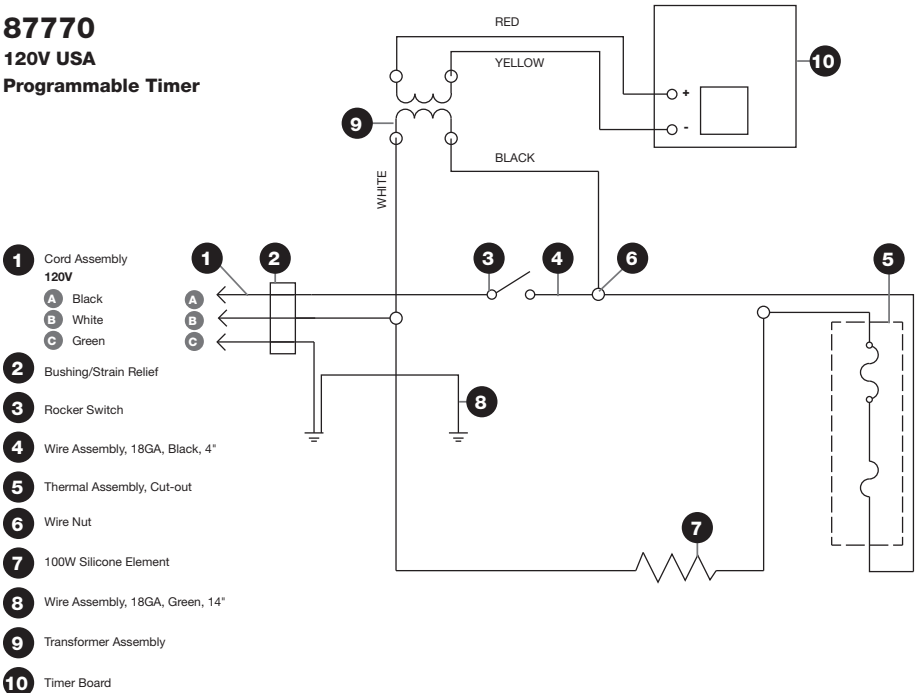 87770
120V USA
Programmable Timer
RED
YELLOW
10
+
-
9
BLACK
WHITE
1 Cord Assembly
120V
A Black
B White
C Green
2 Bushing/Strain Relief
3 Rocker Switch
4 Wire Assembly, 18GA, Black, 4"
5 Thermal Assembly, Cut-out
6 Wire Nut
7 100W Silicone Element
8 Wire Assembly, 18GA, Green, 14"
9 Transformer Assembly
10 Timer Board
1 2 3 4 6 5
A
B
C
8
7